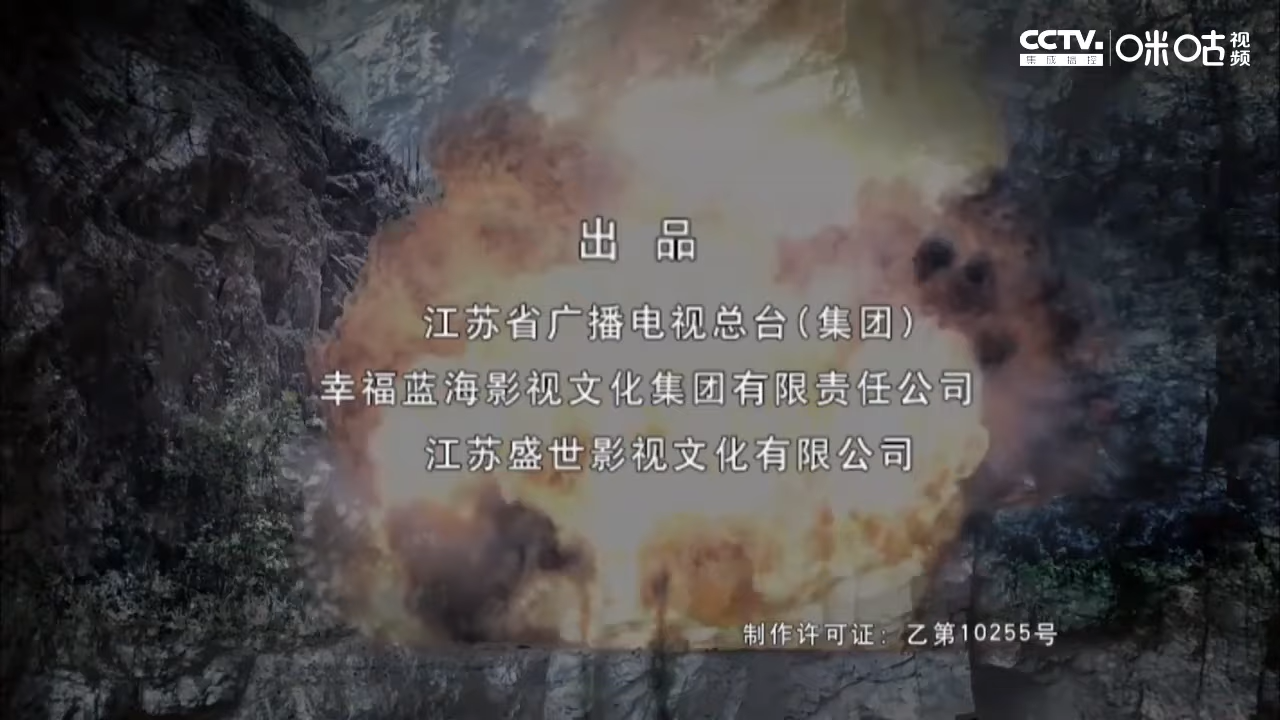 CCTV.
集成播控
咪咕
视频
出 品
江苏省广播电视总台(集团)
幸福蓝海影视文化集团有限责任公司
江苏盛世影视文化有限公司
制作许可证:乙第10255号